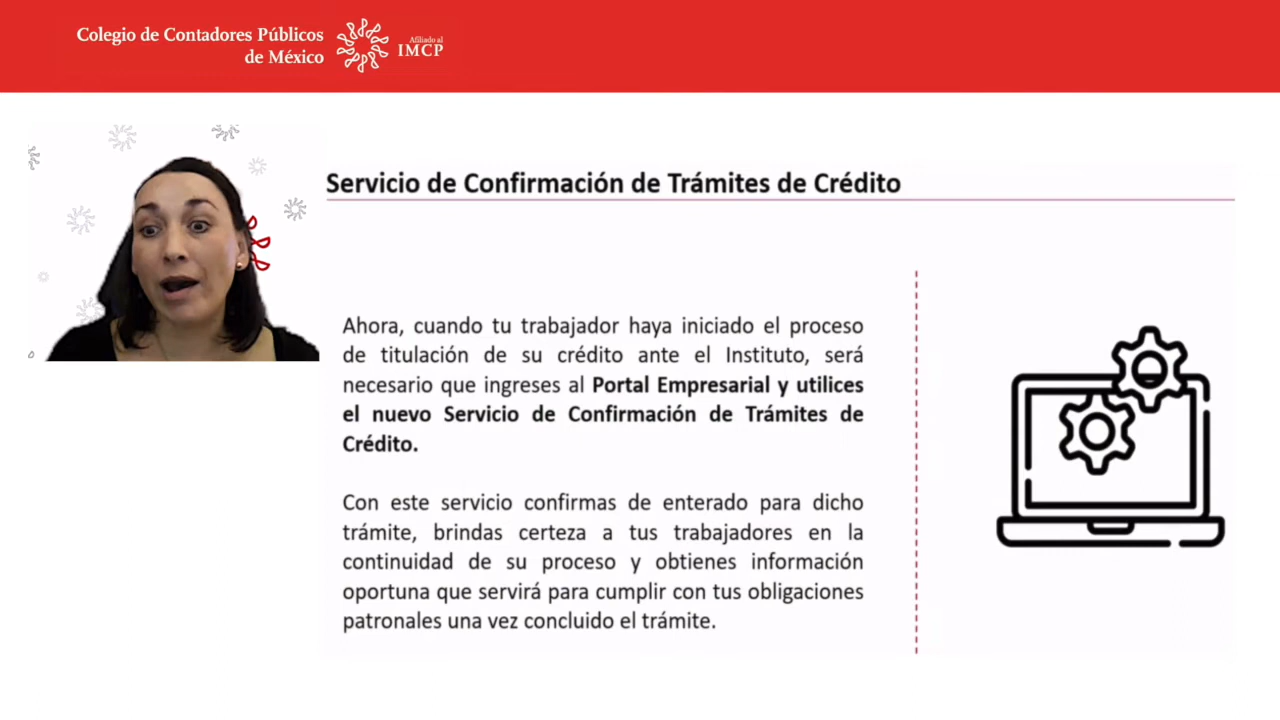 Colegio de Contadores Públicos
de México
Afiliado al
IMCP
Servicio de Confirmación de Trámites de Crédito
Ahora, cuando tu trabajador haya iniciado el proceso
de titulación de su crédito ante el Instituto, será
necesario que ingreses al Portal Empresarial y utilices
el nuevo Servicio de Confirmación de Trámites de
Crédito.
Con este servicio confirmas de enterado para dicho
trámite, brindas certeza a tus trabajadores en la
continuidad de su proceso y obtienes información
oportuna que servirá para cumplir con tus obligaciones
patronales una vez concluido el trámite.